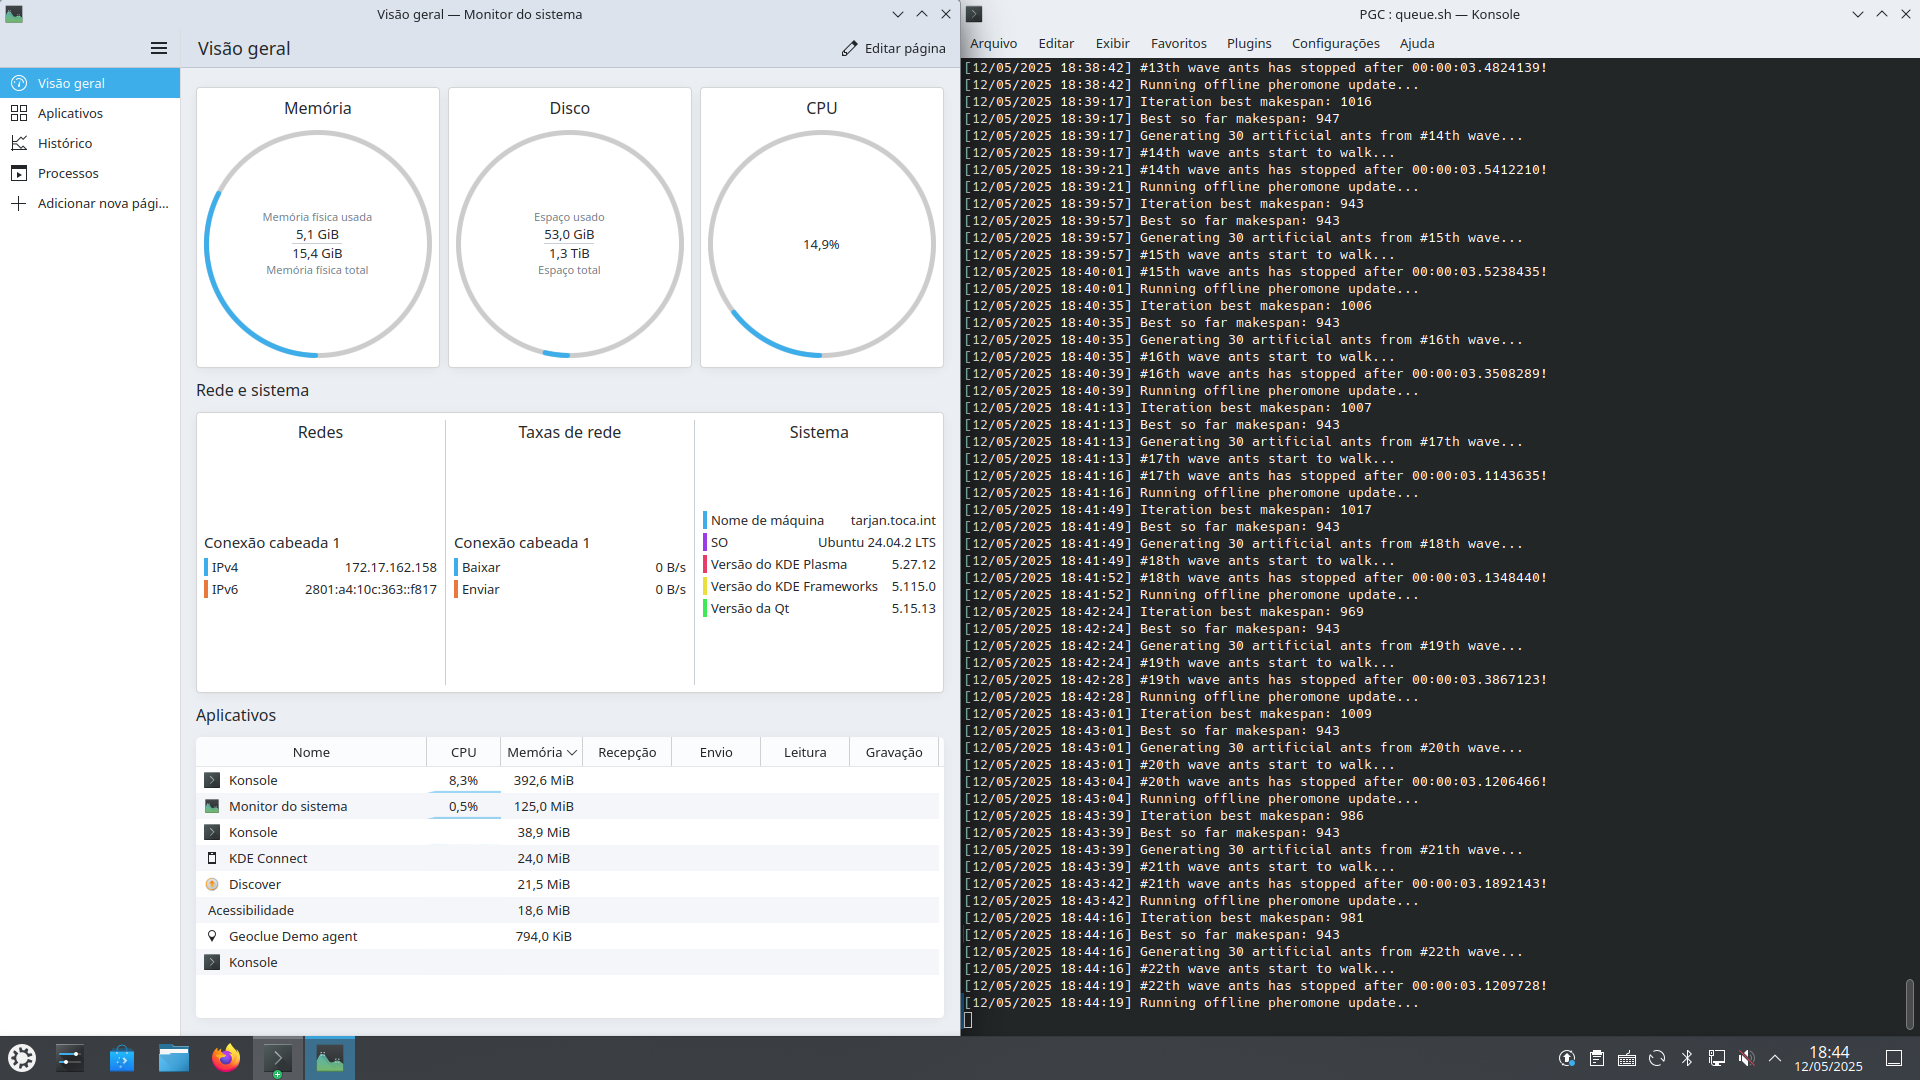 Visão geral — Monitor do sistema
Visão geral
Editar página
Visão geral
Aplicativos
Histórico
Processos
Adicionar nova pági...
Memória
Memória física usada
5,1 GiB
15,4 GiB
Memória física total
Disco
Espaço usado
53,0 GiB
1,3 TiB
Espaço total
CPU
14,9%
Rede e sistema
Redes
Conexão cabeada 1
IPv4 172.17.162.158
IPv6 2801:a4:10c:363::f817
Taxas de rede
Conexão cabeada 1
Baixar 0 B/s
Enviar 0 B/s
Sistema
Nome de máquina tarjan.toca.int
SO Ubuntu 24.04.2 LTS
Versão do KDE Plasma 5.27.12
Versão do KDE Frameworks 5.115.0
Versão da Qt 5.15.13
Aplicativos
Nome CPU Memória Recepção Envio Leitura Gravação
Konsole 8,3% 392,6 MiB
Monitor do sistema 0,5% 125,0 MiB
Konsole 38,9 MiB
KDE Connect 24,0 MiB
Discover 21,5 MiB
Acessibilidade 18,6 MiB
Geoclue Demo agent 794,0 KiB
Konsole
PGC : queue.sh — Konsole
Arquivo Editar Exibir Favoritos Plugins Configurações Ajuda
[12/05/2025 18:38:42] #13th wave ants has stopped after 00:00:03.4824139!
[12/05/2025 18:38:42] Running offline pheromone update...
[12/05/2025 18:39:17] Iteration best makespan: 1016
[12/05/2025 18:39:17] Best so far makespan: 947
[12/05/2025 18:39:17] Generating 30 artificial ants from #14th wave...
[12/05/2025 18:39:17] #14th wave ants start to walk...
[12/05/2025 18:39:21] #14th wave ants has stopped after 00:00:03.5412210!
[12/05/2025 18:39:21] Running offline pheromone update...
[12/05/2025 18:39:57] Iteration best makespan: 943
[12/05/2025 18:39:57] Best so far makespan: 943
[12/05/2025 18:39:57] Generating 30 artificial ants from #15th wave...
[12/05/2025 18:39:57] #15th wave ants start to walk...
[12/05/2025 18:40:01] #15th wave ants has stopped after 00:00:03.5238435!
[12/05/2025 18:40:01] Running offline pheromone update...
[12/05/2025 18:40:35] Iteration best makespan: 1006
[12/05/2025 18:40:35] Best so far makespan: 943
[12/05/2025 18:40:35] Generating 30 artificial ants from #16th wave...
[12/05/2025 18:40:35] #16th wave ants start to walk...
[12/05/2025 18:40:39] #16th wave ants has stopped after 00:00:03.3508289!
[12/05/2025 18:40:39] Running offline pheromone update...
[12/05/2025 18:41:13] Iteration best makespan: 1007
[12/05/2025 18:41:13] Best so far makespan: 943
[12/05/2025 18:41:13] Generating 30 artificial ants from #17th wave...
[12/05/2025 18:41:13] #17th wave ants start to walk...
[12/05/2025 18:41:16] #17th wave ants has stopped after 00:00:03.1143635!
[12/05/2025 18:41:16] Running offline pheromone update...
[12/05/2025 18:41:49] Iteration best makespan: 1017
[12/05/2025 18:41:49] Best so far makespan: 943
[12/05/2025 18:41:49] Generating 30 artificial ants from #18th wave...
[12/05/2025 18:41:49] #18th wave ants start to walk...
[12/05/2025 18:41:52] #18th wave ants has stopped after 00:00:03.1348440!
[12/05/2025 18:41:52] Running offline pheromone update...
[12/05/2025 18:42:24] Iteration best makespan: 969
[12/05/2025 18:42:24] Best so far makespan: 943
[12/05/2025 18:42:24] Generating 30 artificial ants from #19th wave...
[12/05/2025 18:42:24] #19th wave ants start to walk...
[12/05/2025 18:42:28] #19th wave ants has stopped after 00:00:03.3867123!
[12/05/2025 18:42:28] Running offline pheromone update...
[12/05/2025 18:43:01] Iteration best makespan: 1009
[12/05/2025 18:43:01] Best so far makespan: 943
[12/05/2025 18:43:01] Generating 30 artificial ants from #20th wave...
[12/05/2025 18:43:01] #20th wave ants start to walk...
[12/05/2025 18:43:04] #20th wave ants has stopped after 00:00:03.1206466!
[12/05/2025 18:43:04] Running offline pheromone update...
[12/05/2025 18:43:39] Iteration best makespan: 986
[12/05/2025 18:43:39] Best so far makespan: 943
[12/05/2025 18:43:39] Generating 30 artificial ants from #21th wave...
[12/05/2025 18:43:39] #21th wave ants start to walk...
[12/05/2025 18:43:42] #21th wave ants has stopped after 00:00:03.1892143!
[12/05/2025 18:43:42] Running offline pheromone update...
[12/05/2025 18:44:16] Iteration best makespan: 981
[12/05/2025 18:44:16] Best so far makespan: 943
[12/05/2025 18:44:16] Generating 30 artificial ants from #22th wave...
[12/05/2025 18:44:16] #22th wave ants start to walk...
[12/05/2025 18:44:19] #22th wave ants has stopped after 00:00:03.1209728!
[12/05/2025 18:44:19] Running offline pheromone update...
18:44
12/05/2025